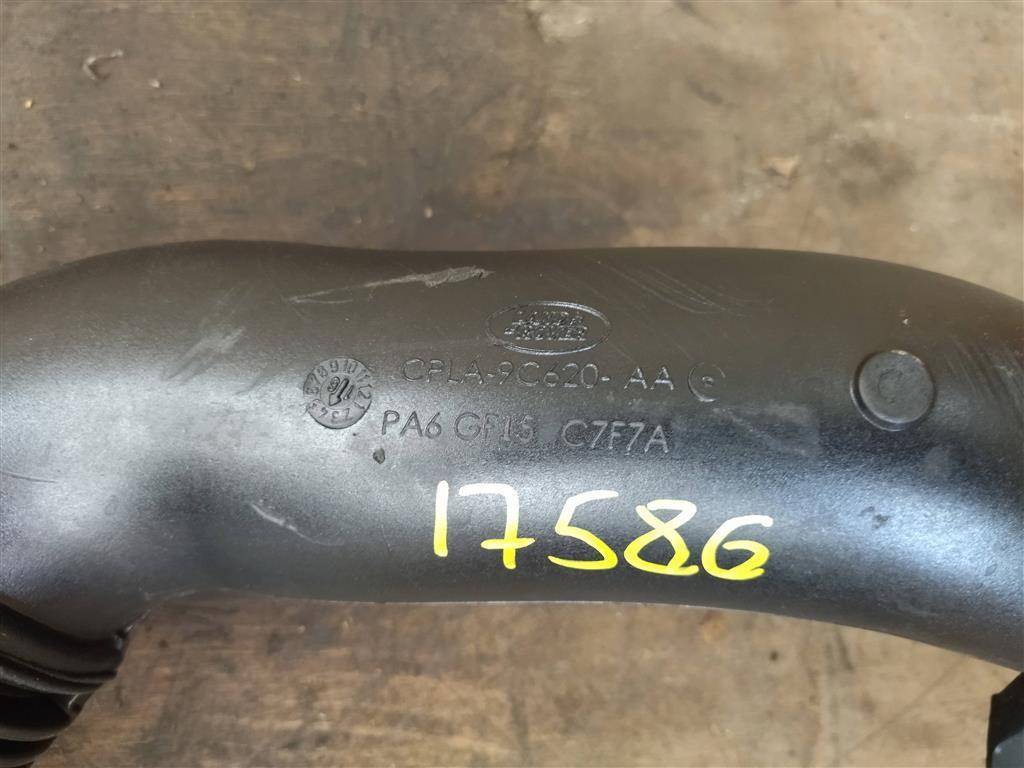 LAND
ROVER
CPLA-9C620-AA
PA6 GF15 C7F7A
17586